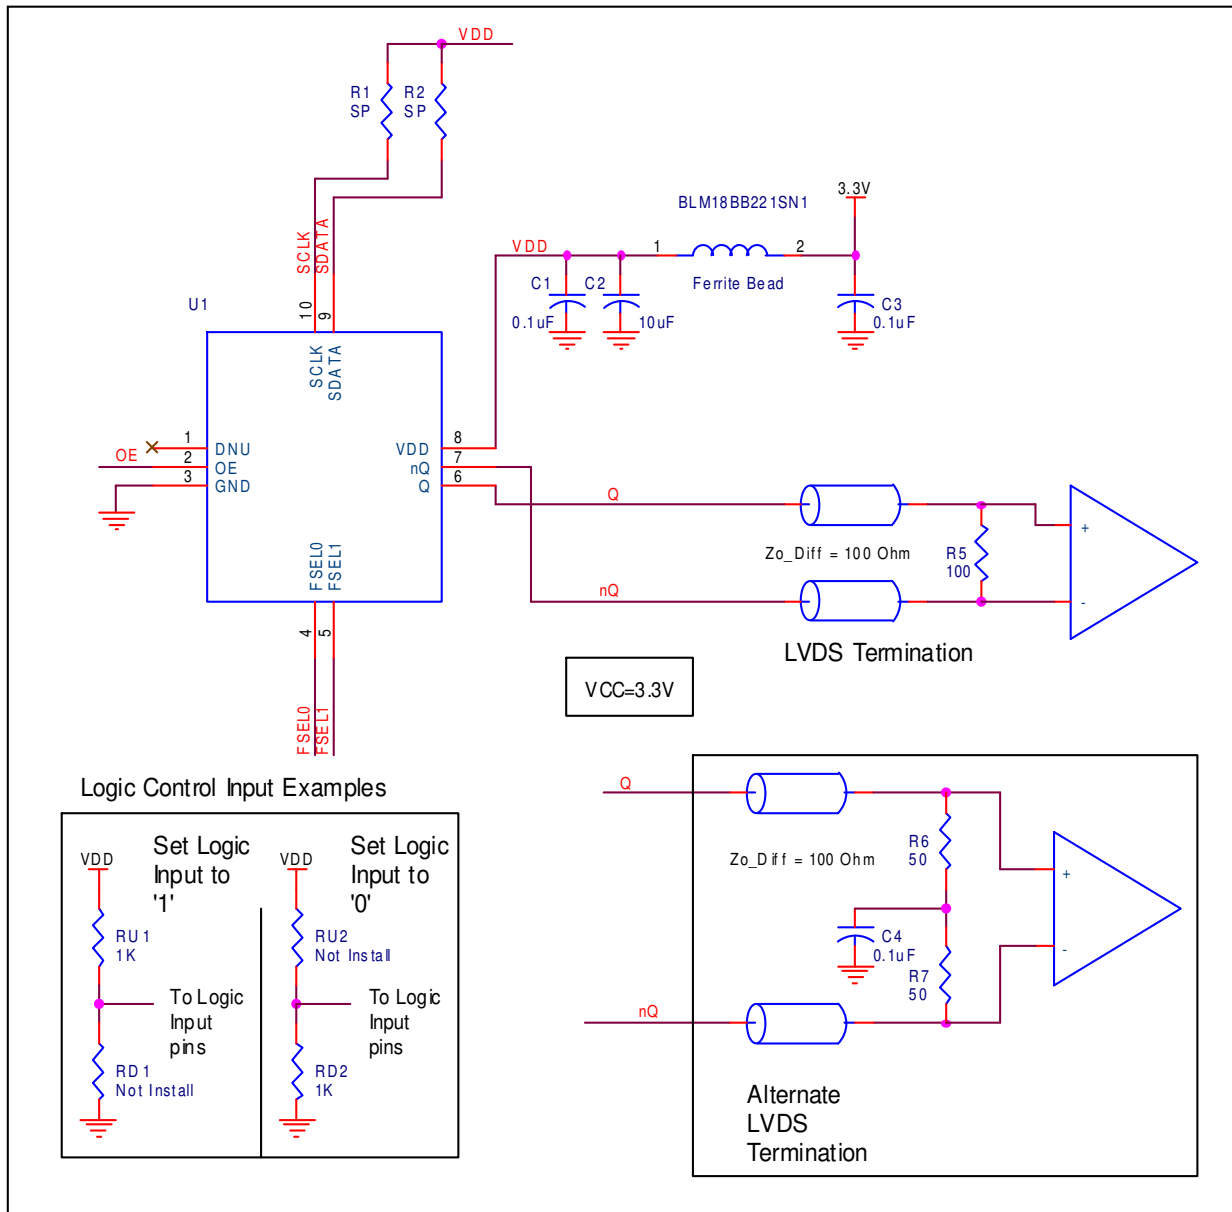 VDD
R1
SP
R2
SP
SCLK
SDATA
3.3V
BLM18BB221SN1
VDD
1
2
Ferrite Bead
C1
0.1uF
C2
10uF
C3
0.1uF
U1
10
9
SCLK
SDATA
1
DNU
OE
2
OE
3
GND
VDD
8
nQ
7
Q
6
FSEL0
FSEL1
4
5
FSEL0
FSEL1
Q
Zo_Diff = 100 Ohm
R5
100
+
-
nQ
LVDS Termination
VCC=3.3V
Logic Control Input Examples
Set Logic
Input to
'1'
VDD
RU1
1K
To Logic
Input
pins
RD1
Not Install
Set Logic
Input to
'0'
VDD
RU2
Not Install
To Logic
Input
pins
RD2
1K
Q
Zo_Diff = 100 Ohm
R6
50
+
-
C4
0.1uF
R7
50
nQ
Alternate
LVDS
Termination